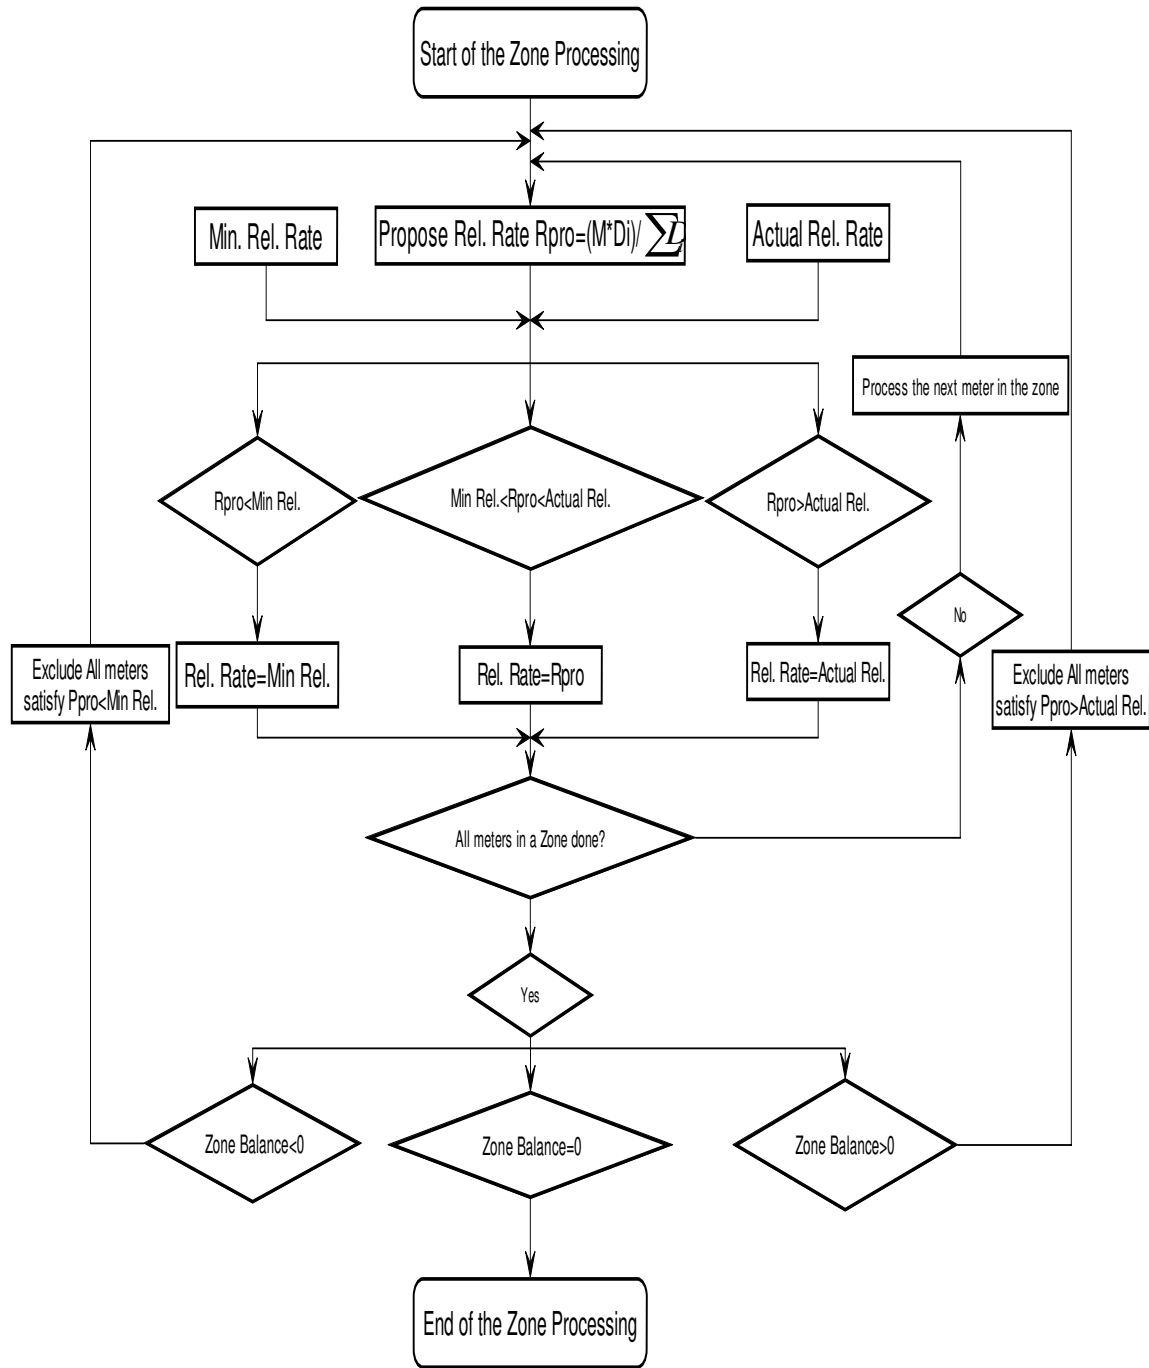 Start of the Zone Processing
Min. Rel. Rate
Propose Rel. Rate Rpro=(M*Di)/ ∑D
Actual Rel. Rate
Process the next meter in the zone
Rpro<Min Rel.
Min Rel.<Rpro<Actual Rel.
Rpro>Actual Rel.
No
Exclude All meters
satisfy Ppro<Min Rel.
Rel. Rate=Min Rel.
Rel. Rate=Rpro
Rel. Rate=Actual Rel.
Exclude All meters
satisfy Ppro>Actual Rel.
All meters in a Zone done?
Yes
Zone Balance<0
Zone Balance=0
Zone Balance>0
End of the Zone Processing